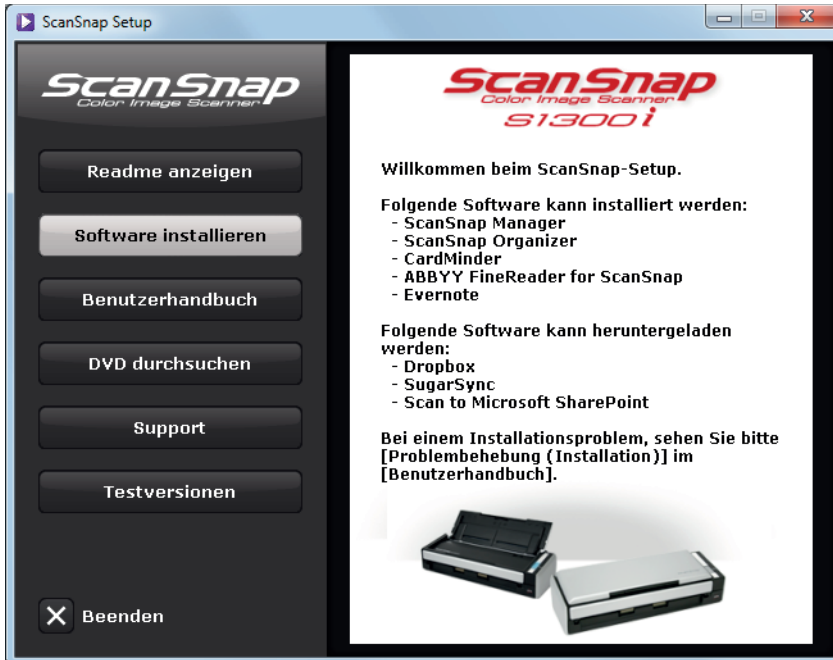 ScanSnap Setup
ScanSnap
Color Image Scanner
Readme anzeigen
Software installieren
Benutzerhandbuch
DVD durchsuchen
Support
Testversionen
Beenden
ScanSnap
Color Image Scanner
S1300i
Willkommen beim ScanSnap-Setup.
Folgende Software kann installiert werden:
- ScanSnap Manager
- ScanSnap Organizer
- CardMinder
- ABBYY FineReader for ScanSnap
- Evernote
Folgende Software kann heruntergeladen
werden:
- Dropbox
- SugarSync
- Scan to Microsoft SharePoint
Bei einem Installationsproblem, sehen Sie bitte
[Problembehebung (Installation)] im
[Benutzerhandbuch].